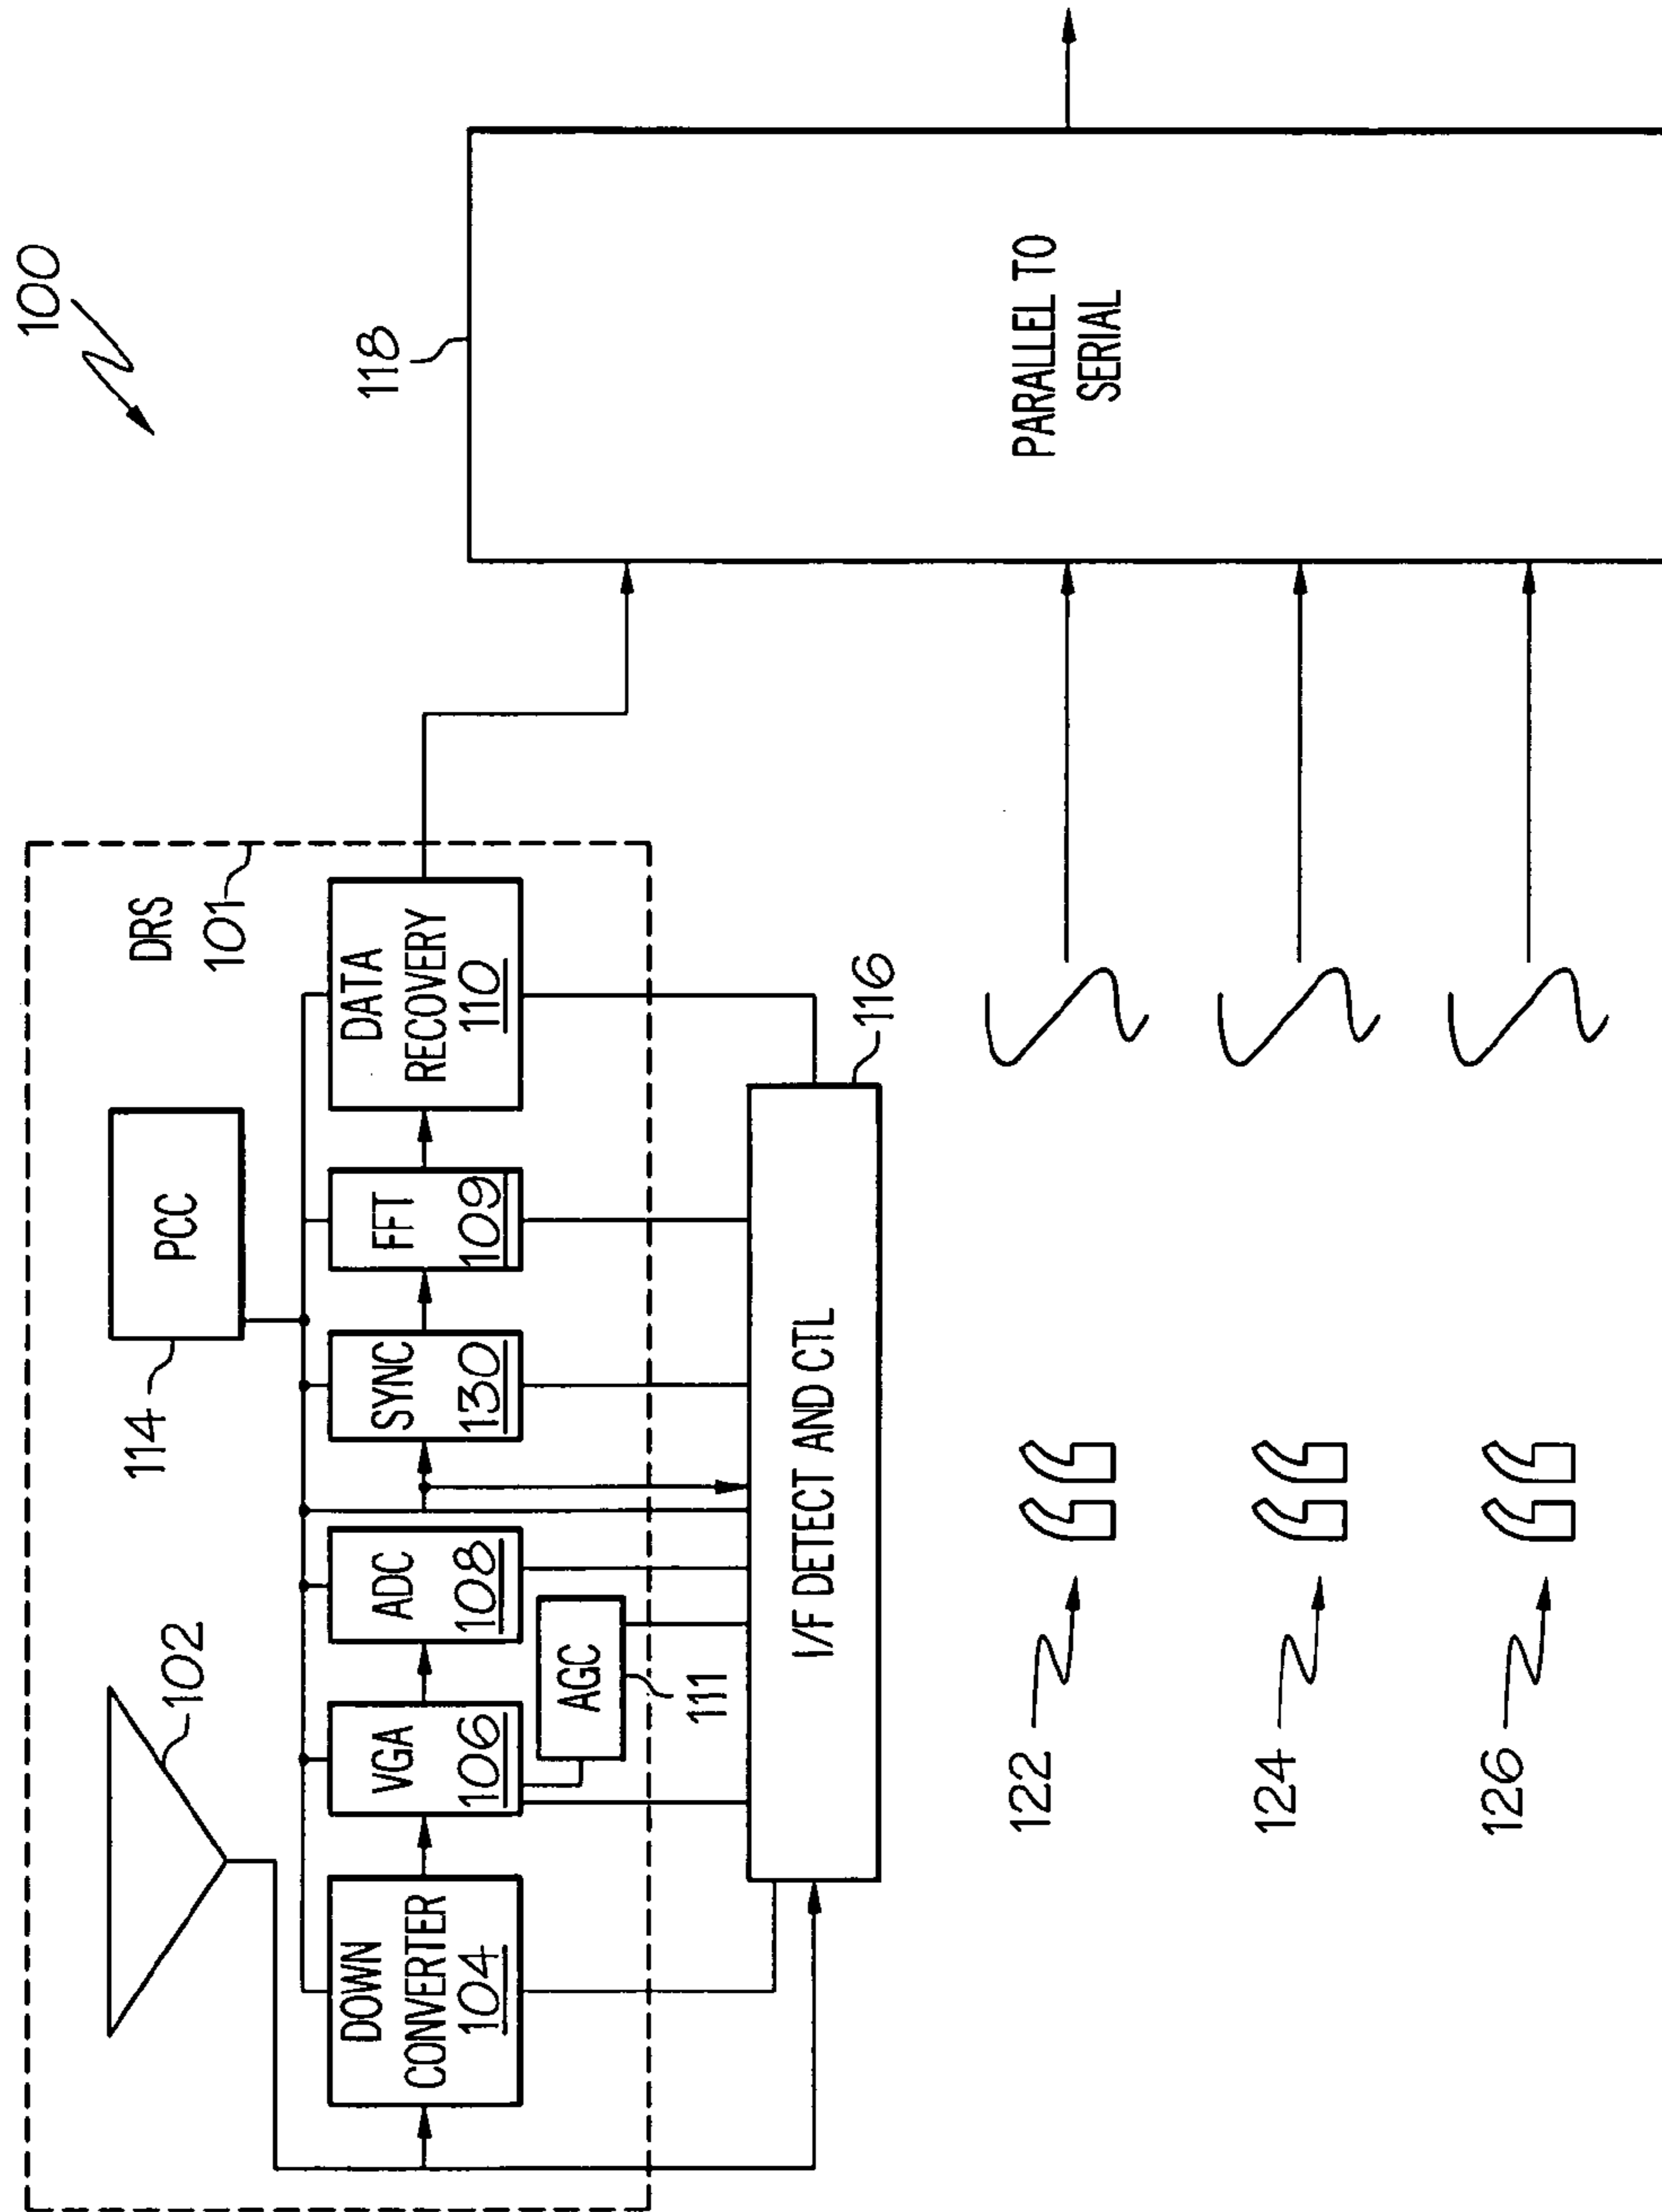 100
DRS
101
102
114
PCC
DOWN
CONVERTER
104
VGA
106
ADC
108
SYNC
130
FFT
109
DATA
RECOVERY
110
AGC
111
I/F DETECT AND CTL
116
118
PARALLEL TO
SERIAL
122
"
124
"
126
"